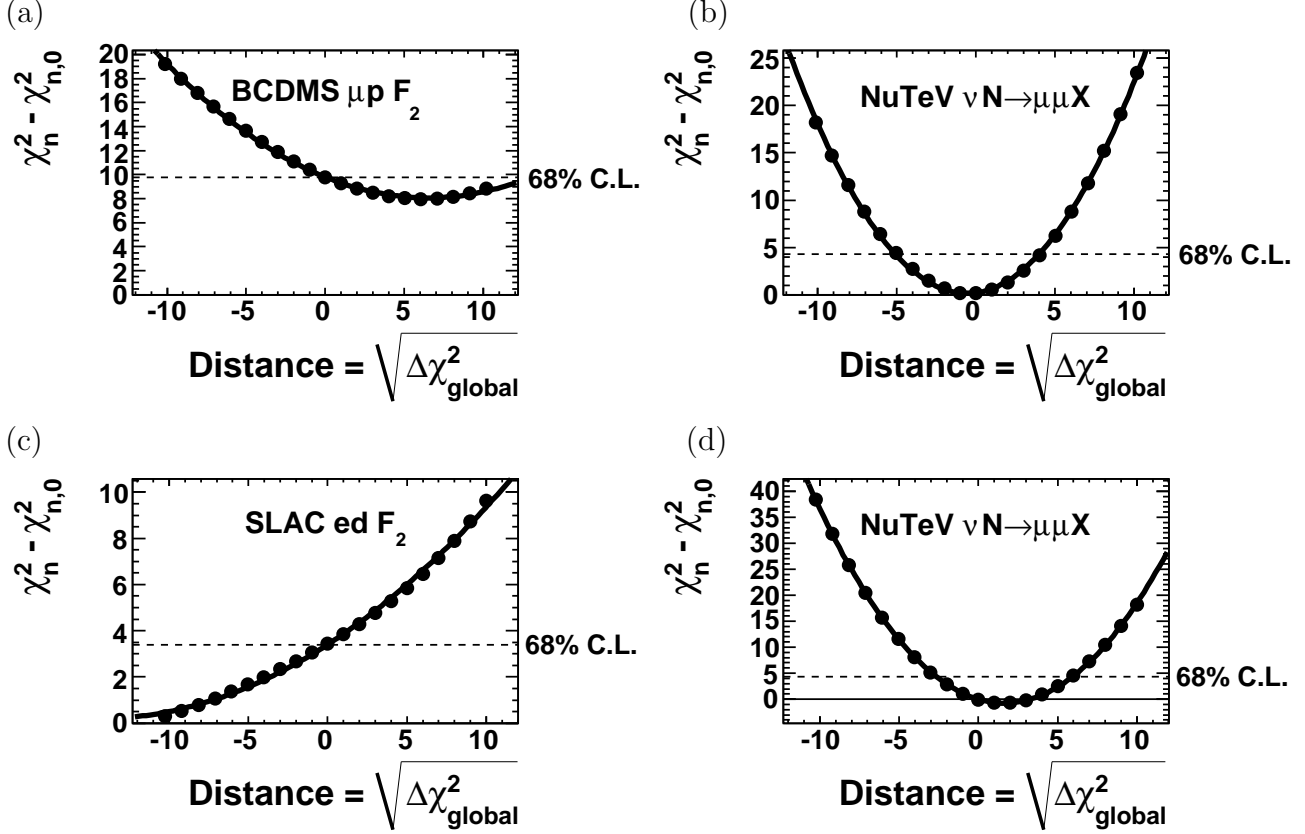 (a)
20
18
16
14
12
10
8
6
4
2
0
χ²ₙ - χ²ₙ,₀
BCDMS μp F₂
68% C.L.
-10 -5 0 5 10
Distance = √Δχ²global
(b)
25
20
15
10
5
0
χ²ₙ - χ²ₙ,₀
NuTeV νN→μμX
68% C.L.
-10 -5 0 5 10
Distance = √Δχ²global
(c)
10
8
6
4
2
0
χ²ₙ - χ²ₙ,₀
SLAC ed F₂
68% C.L.
-10 -5 0 5 10
Distance = √Δχ²global
(d)
40
35
30
25
20
15
10
5
0
χ²ₙ - χ²ₙ,₀
NuTeV νN→μμX
68% C.L.
-10 -5 0 5 10
Distance = √Δχ²global